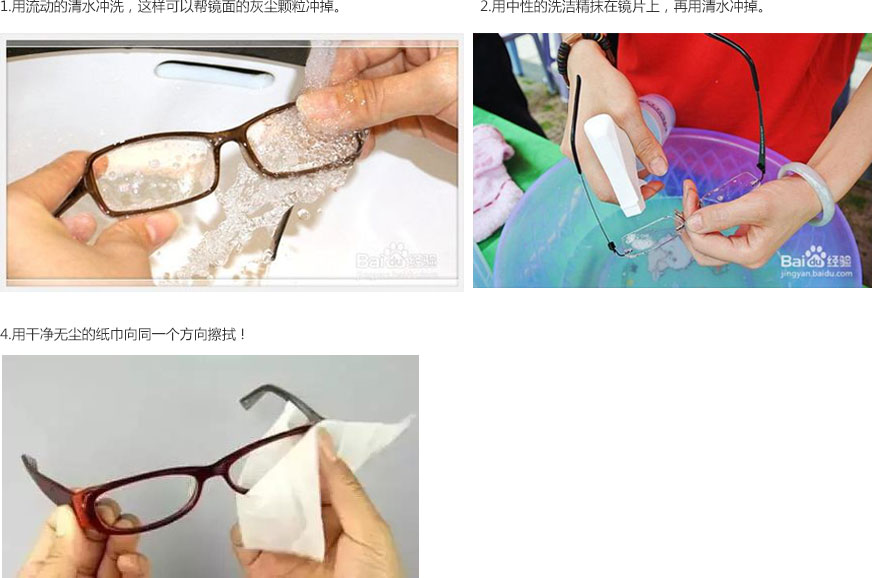 1.用流动的清水冲洗，这样可以帮镜面的灰尘颗粒冲掉。
2.用中性的洗洁精抹在镜片上，再用清水冲掉。
Baidu经验
jingyan.baidu.com
Baidu经验
jingyan.baidu.com
4.用干净无尘的纸巾向同一个方向擦拭！